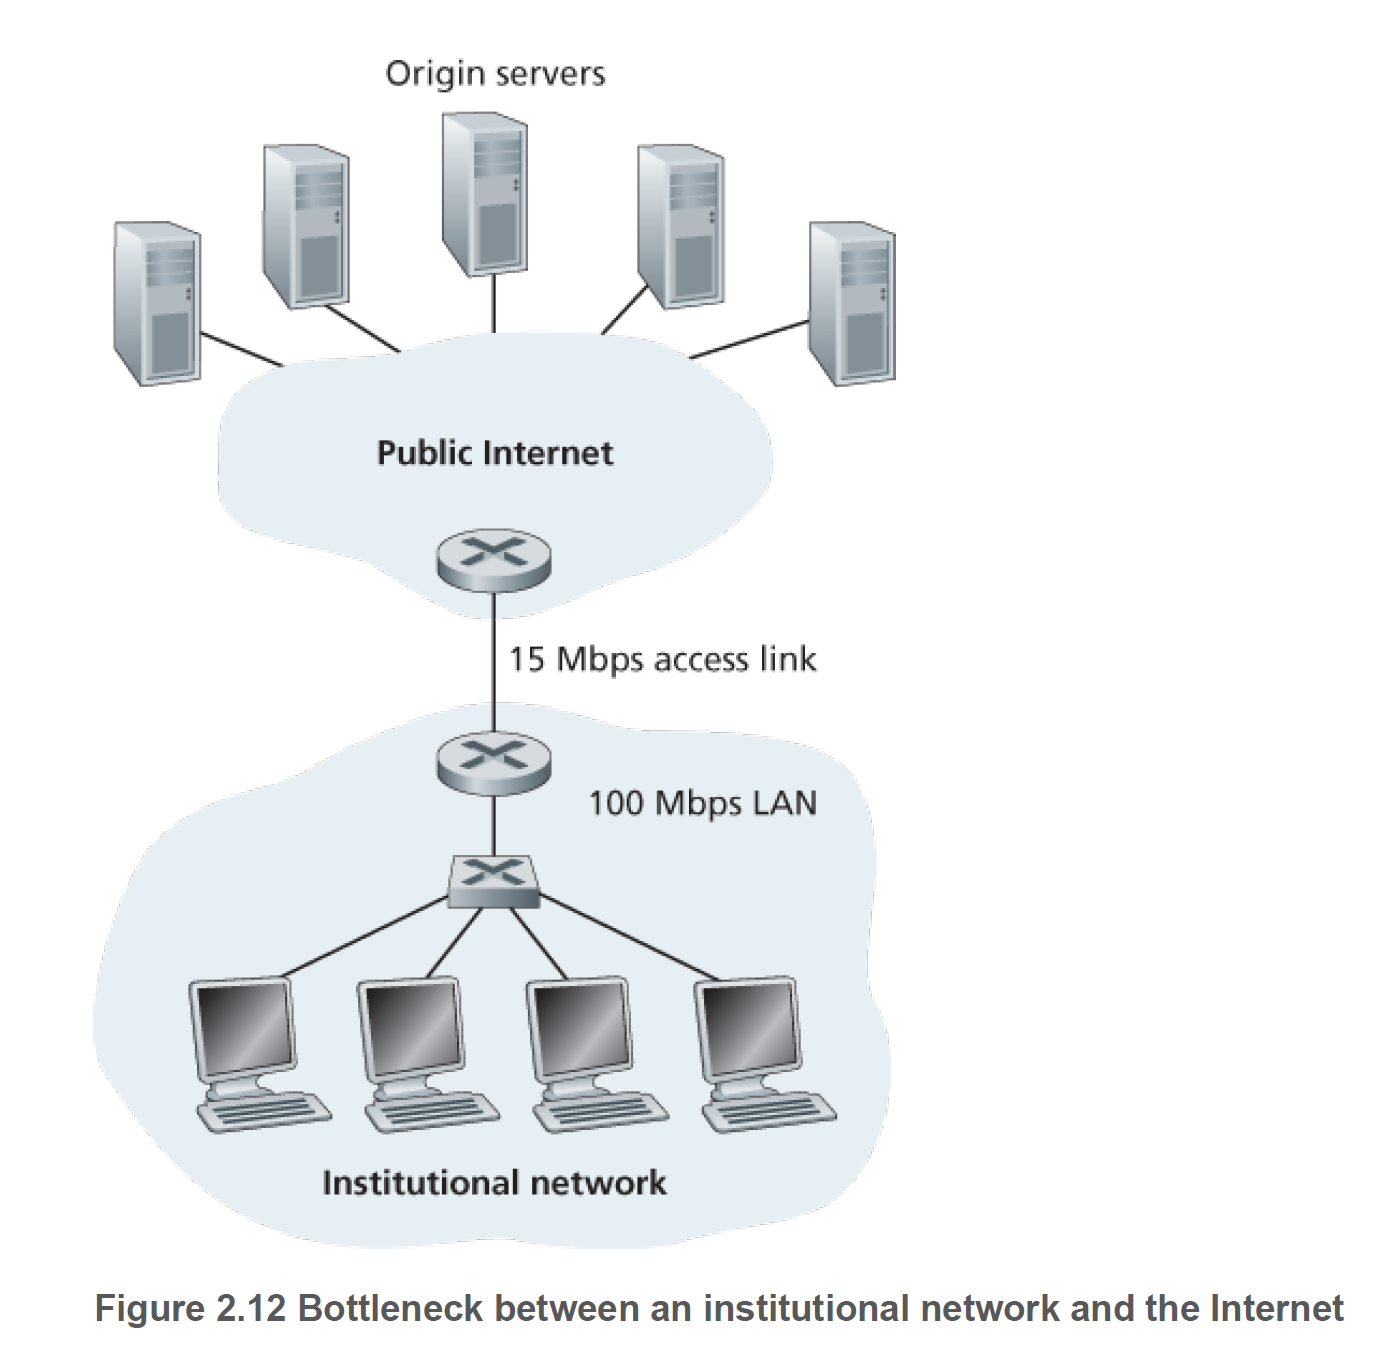 Origin servers
Public Internet
15 Mbps access link
100 Mbps LAN
Institutional network
Figure 2.12 Bottleneck between an institutional network and the Internet